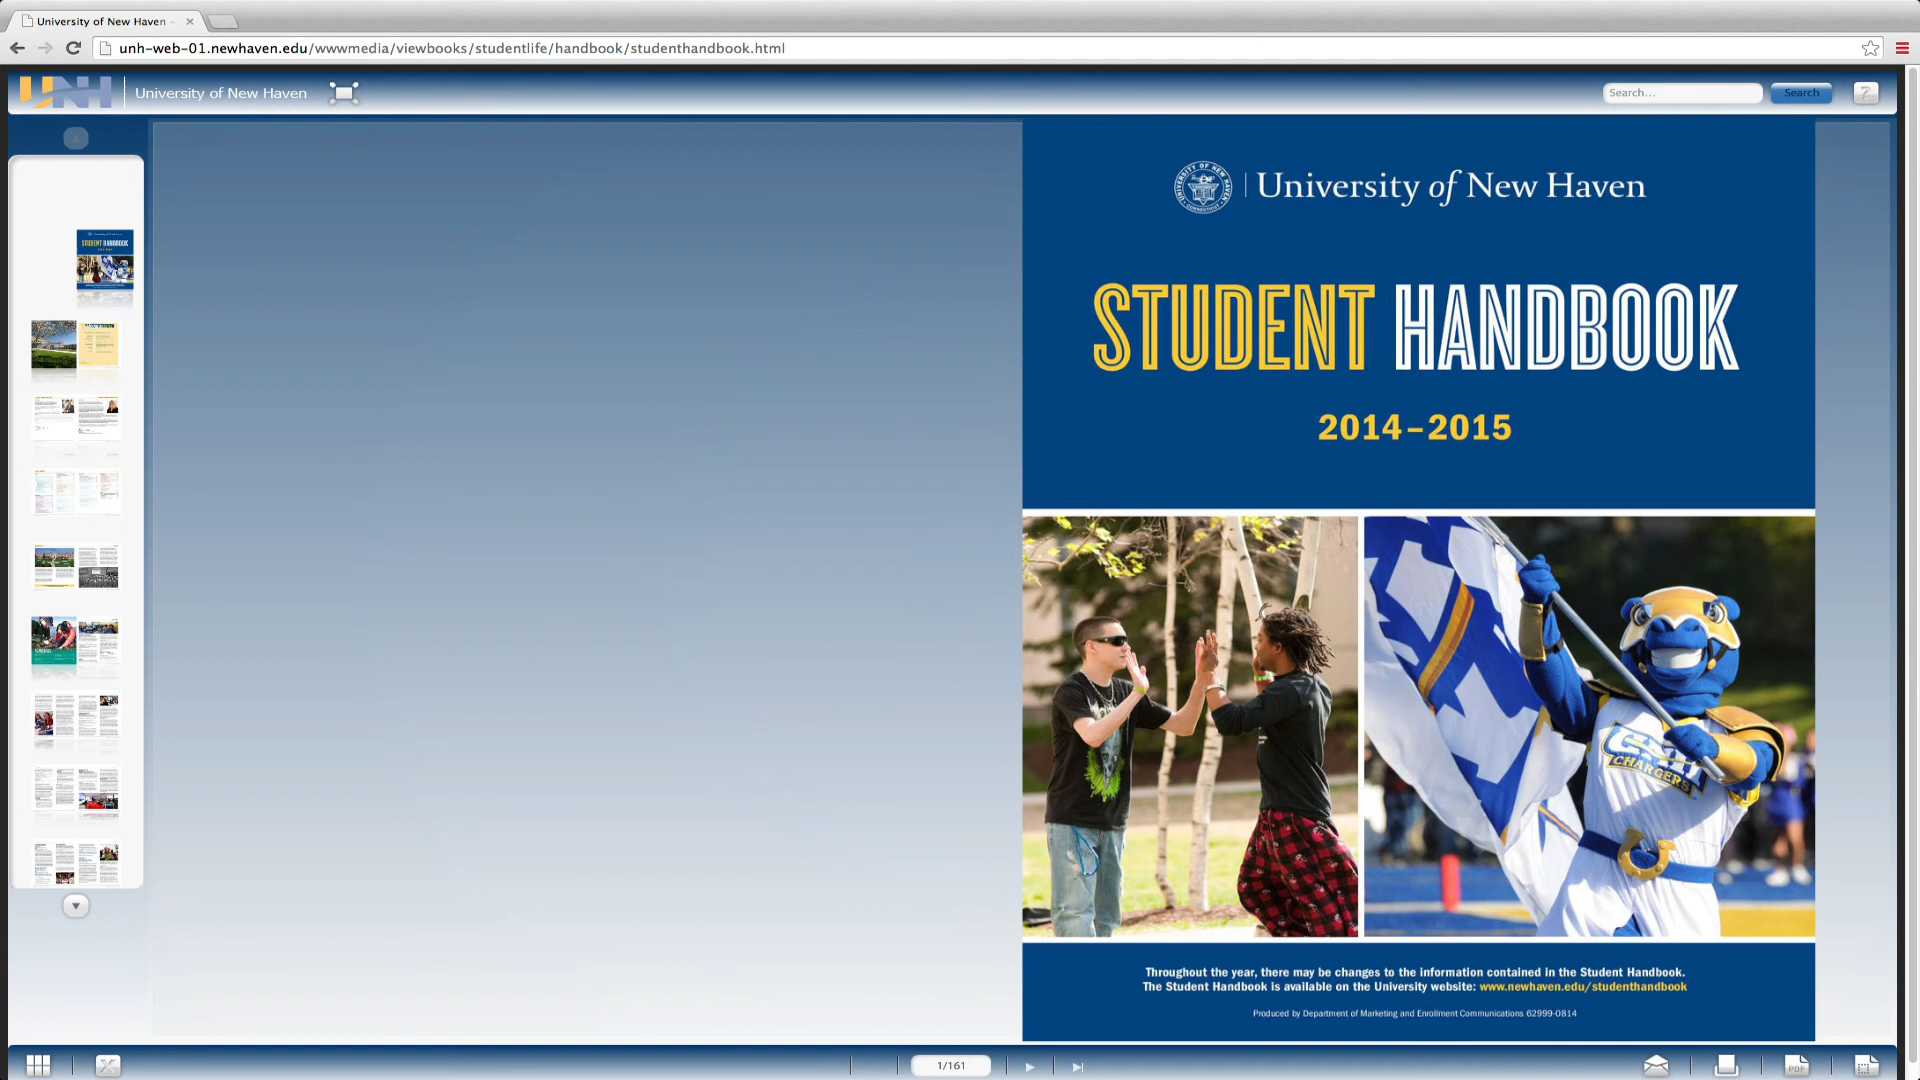 University of New Haven -
unh-web-01.newhaven.edu/wwwmedia/viewbooks/studentlife/handbook/studenthandbook.html
UNH
University of New Haven
Search...
Search
?
University of New Haven
STUDENT HANDBOOK
2014–2015
CHARGERS
Throughout the year, there may be changes to the information contained in the Student Handbook.
The Student Handbook is available on the University website: www.newhaven.edu/studenthandbook
Produced by Department of Marketing and Enrollment Communications 62999-0814
1/161
PDF